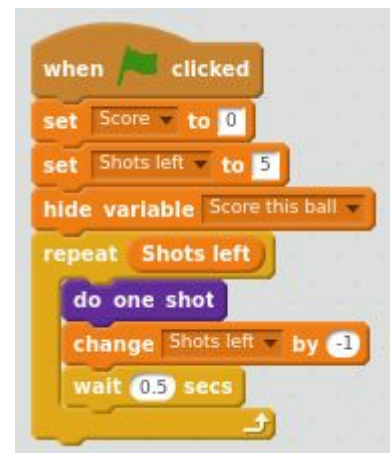 when clicked
set Score to 0
set Shots left to 5
hide variable Score this ball
repeat Shots left
do one shot
change Shots left by -1
wait 0.5 secs